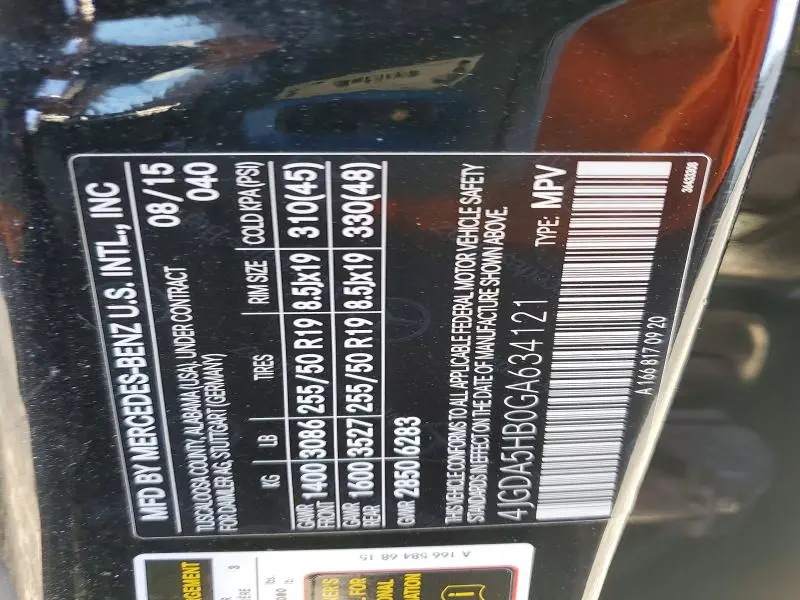 MFD BY MERCEDES-BENZ U.S. INTL., INC
TUSCALOOSA COUNTY, ALABAMA (USA), UNDER CONTRACT 08/15
FOR DAIMLER AG, STUTTGART (GERMANY) 040
KG LB TIRES RIM SIZE COLD KPA(PSI)
GAWR FRONT 1400 3086 255/50 R19 8.5Jx19 310(45)
GAWR REAR 1600 3527 255/50 R19 8.5Jx19 330(48)
GVWR 2850 6283
THIS VEHICLE CONFORMS TO ALL APPLICABLE FEDERAL MOTOR VEHICLE SAFETY
STANDARDS IN EFFECT ON THE DATE OF MANUFACTURE SHOWN ABOVE.
4JGDA5HB0GA634121 TYPE: MPV
A 166 817 09 20
A 166 584 68 15